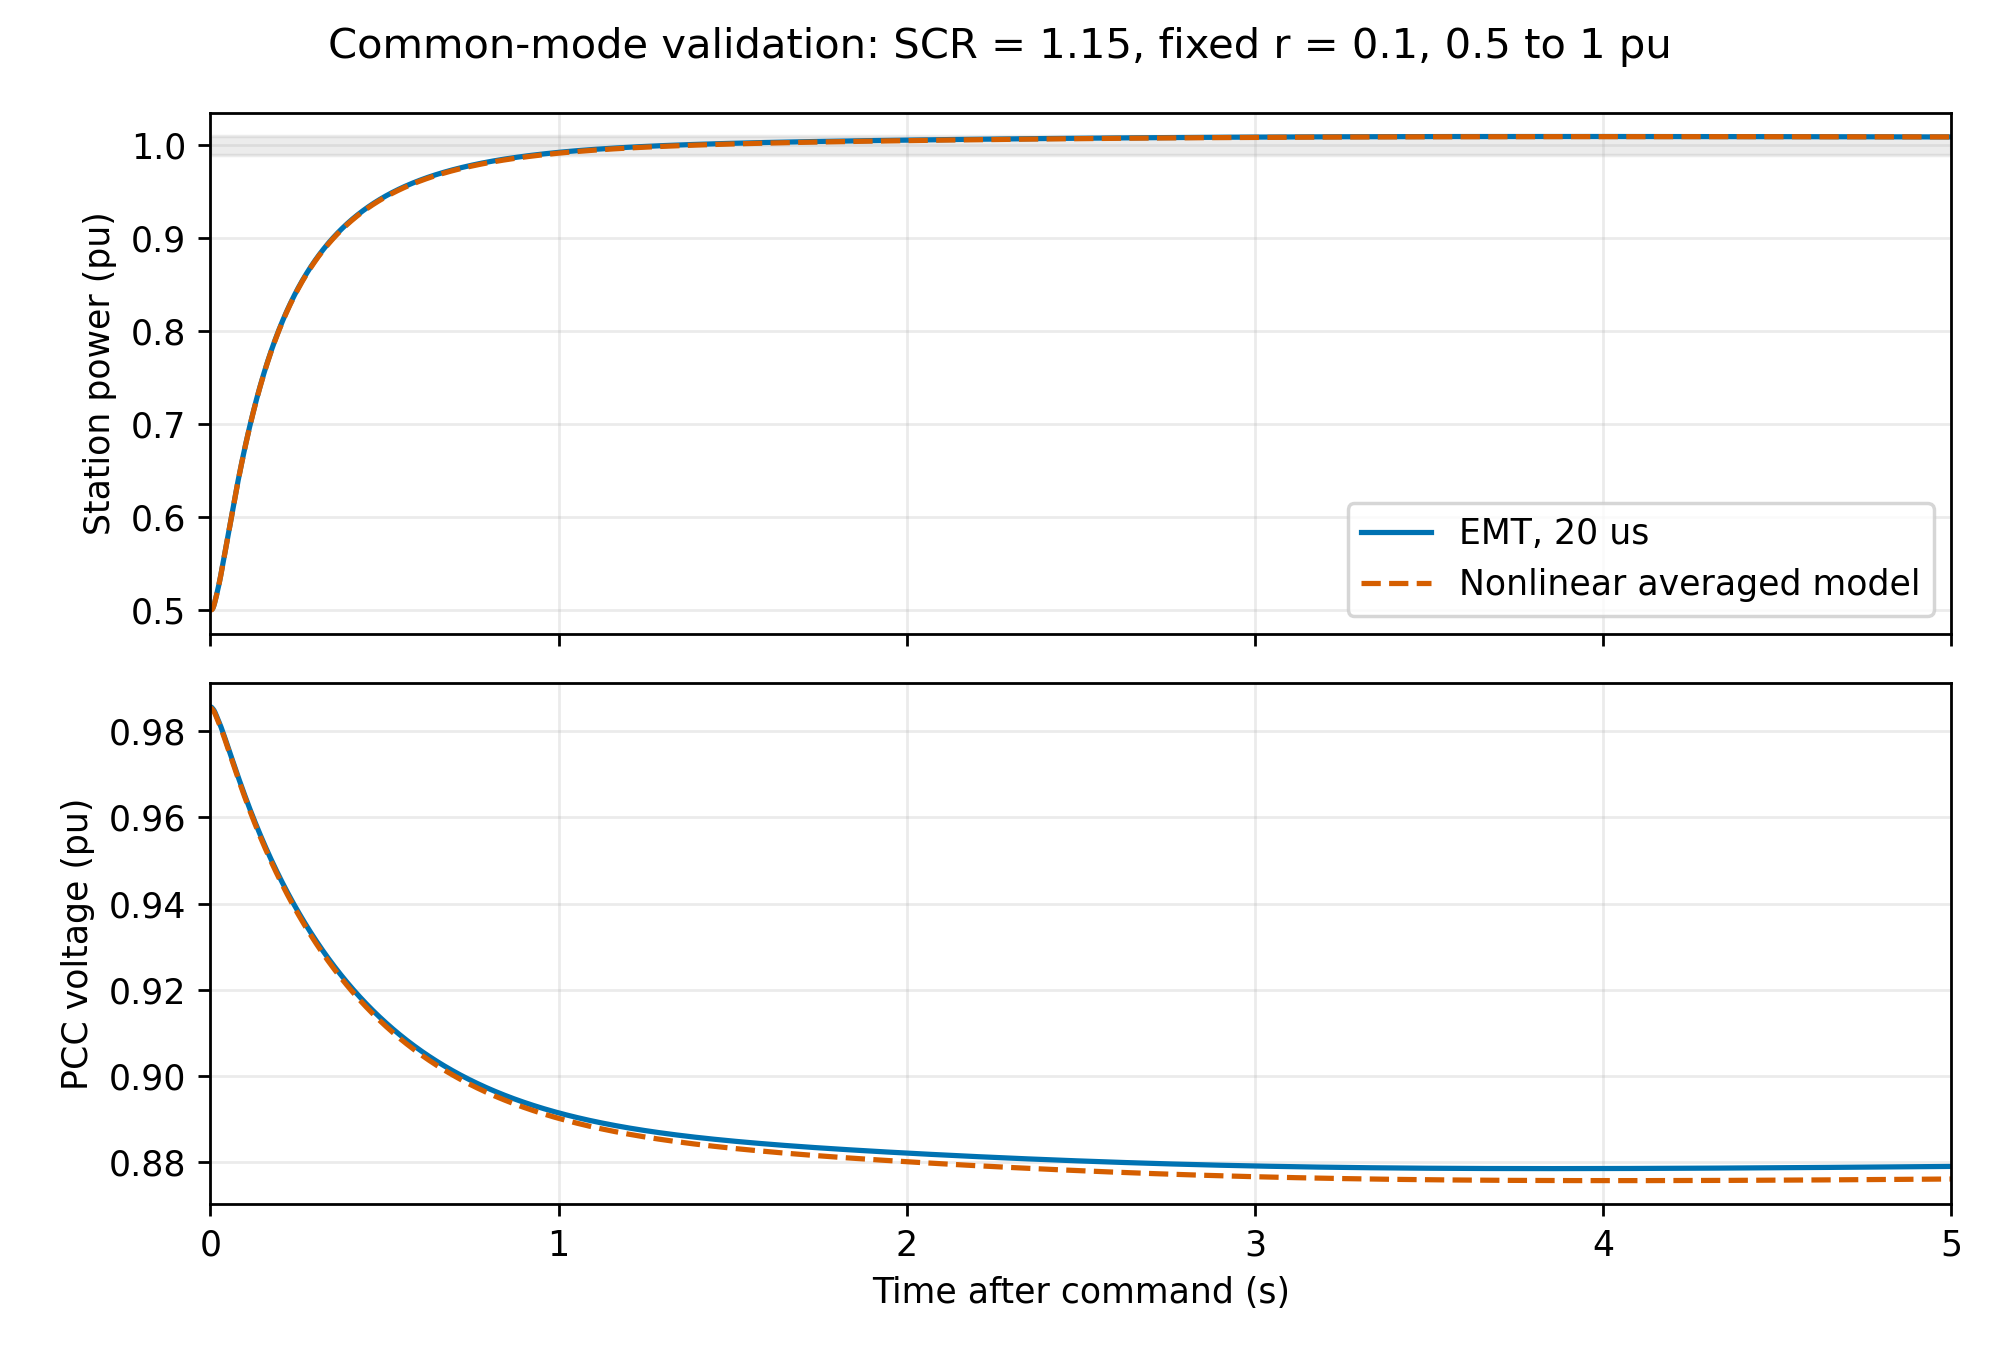 Common-mode validation: SCR = 1.15, fixed r = 0.1, 0.5 to 1 pu
Station power (pu)
1.0
0.9
0.8
0.7
0.6
0.5
EMT, 20 us
Nonlinear averaged model
PCC voltage (pu)
0.98
0.96
0.94
0.92
0.90
0.88
0 1 2 3 4 5
Time after command (s)